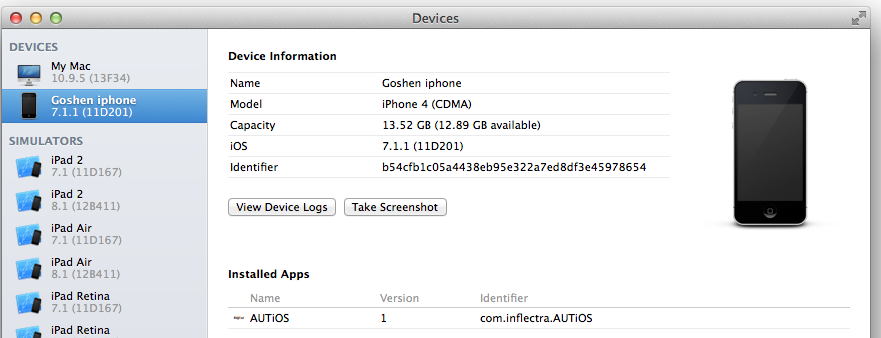 Devices
DEVICES
My Mac
10.9.5 (13F34)
Goshen iphone
7.1.1 (11D201)
SIMULATORS
iPad 2
7.1 (11D167)
iPad 2
8.1 (12B411)
iPad Air
7.1 (11D167)
iPad Air
8.1 (12B411)
iPad Retina
7.1 (11D167)
iPad Retina
Device Information
Name Goshen iphone
Model iPhone 4 (CDMA)
Capacity 13.52 GB (12.89 GB available)
iOS 7.1.1 (11D201)
Identifier b54cfb1c05a4438eb95e322a7ed8df3e45978654
View Device Logs Take Screenshot
Installed Apps
Name Version Identifier
AUTiOS 1 com.inflectra.AUTiOS